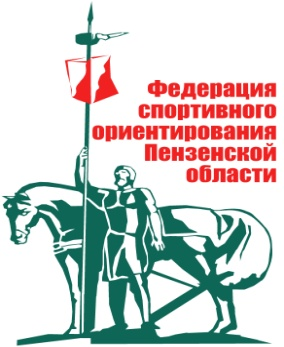 Федерация
спортивного
ориентирования
Пензенской
области